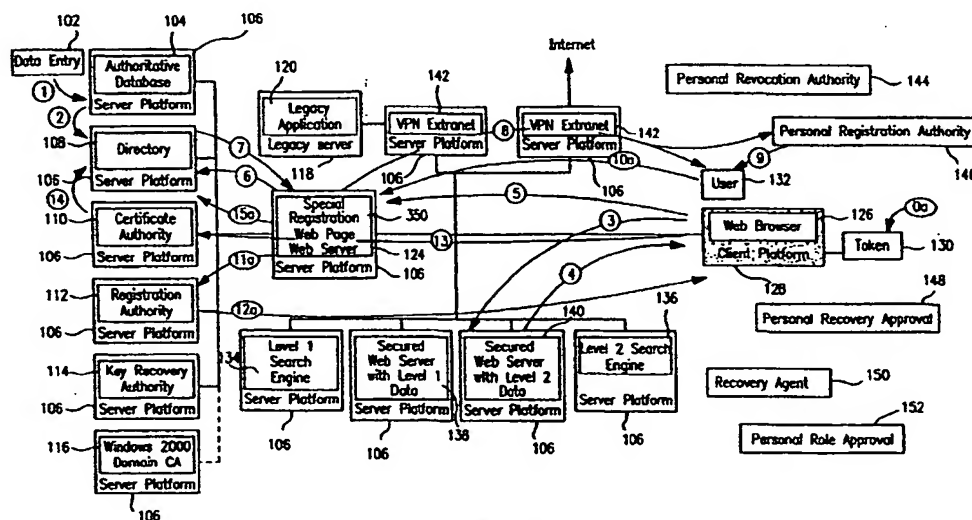 102
Data Entry
1
2
104
106
Authoritative
Database
Server Platform
108
Directory
106
Server Platform
14
110
Certificate
Authority
106
Server Platform
112
Registration
Authority
106
Server Platform
114
Key Recovery
Authority
106
Server Platform
116
Windows 2000
Domain CA
Server Platform
106
7
6
15a
11a
12a
13
120
Legacy
Application
Legacy server
118
142
VPN Extranet
Server Platform
106
8
Internet
VPN Extranet
Server Platform
142
106
10a
5
3
4
Special
Registration
Web Page
Web Server
Server Platform
350
124
106
134
Level 1
Search
Engine
Server Platform
106
Secured
Web Server
with Level 1
Data
Server Platform
138
106
140
Secured
Web Server
with Level 2
Data
Server Platform
106
136
Level 2 Search
Engine
Server Platform
106
Personal Revocation Authority
144
Personal Registration Authority
9
User
132
126
Web Browser
Client Platform
128
0a
Token
130
148
Personal Recovery Approval
Recovery Agent
150
152
Personal Role Approval